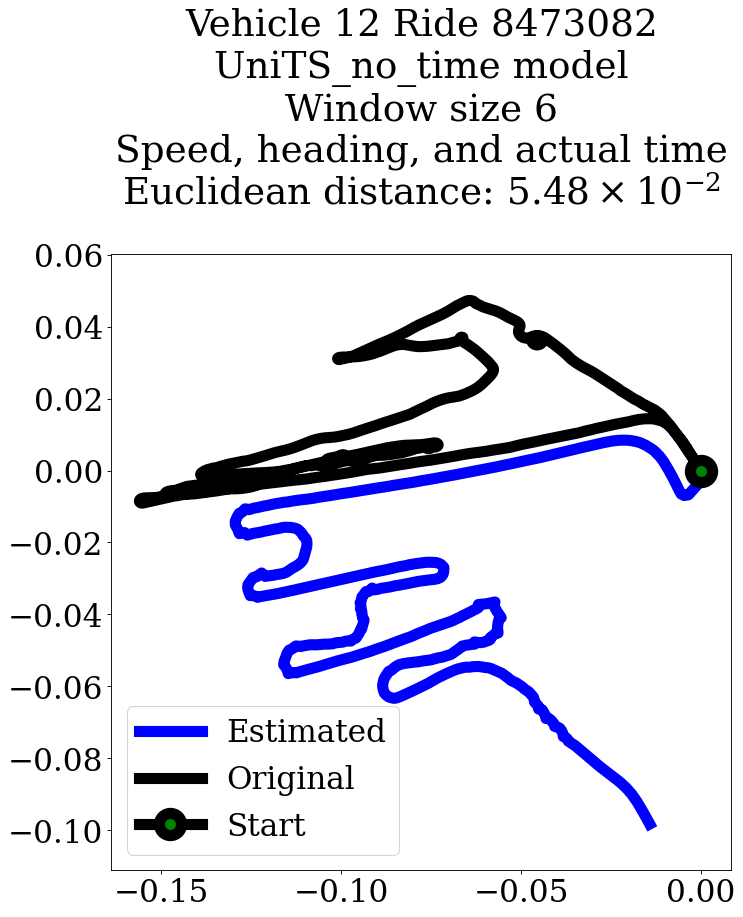 Vehicle 12 Ride 8473082
UniTS_no_time model
Window size 6
Speed, heading, and actual time
Euclidean distance: 5.48 × 10⁻²
0.06
0.04
0.02
0.00
−0.02
−0.04
−0.06
−0.08
−0.10
Estimated
Original
Start
−0.15 −0.10 −0.05 0.00